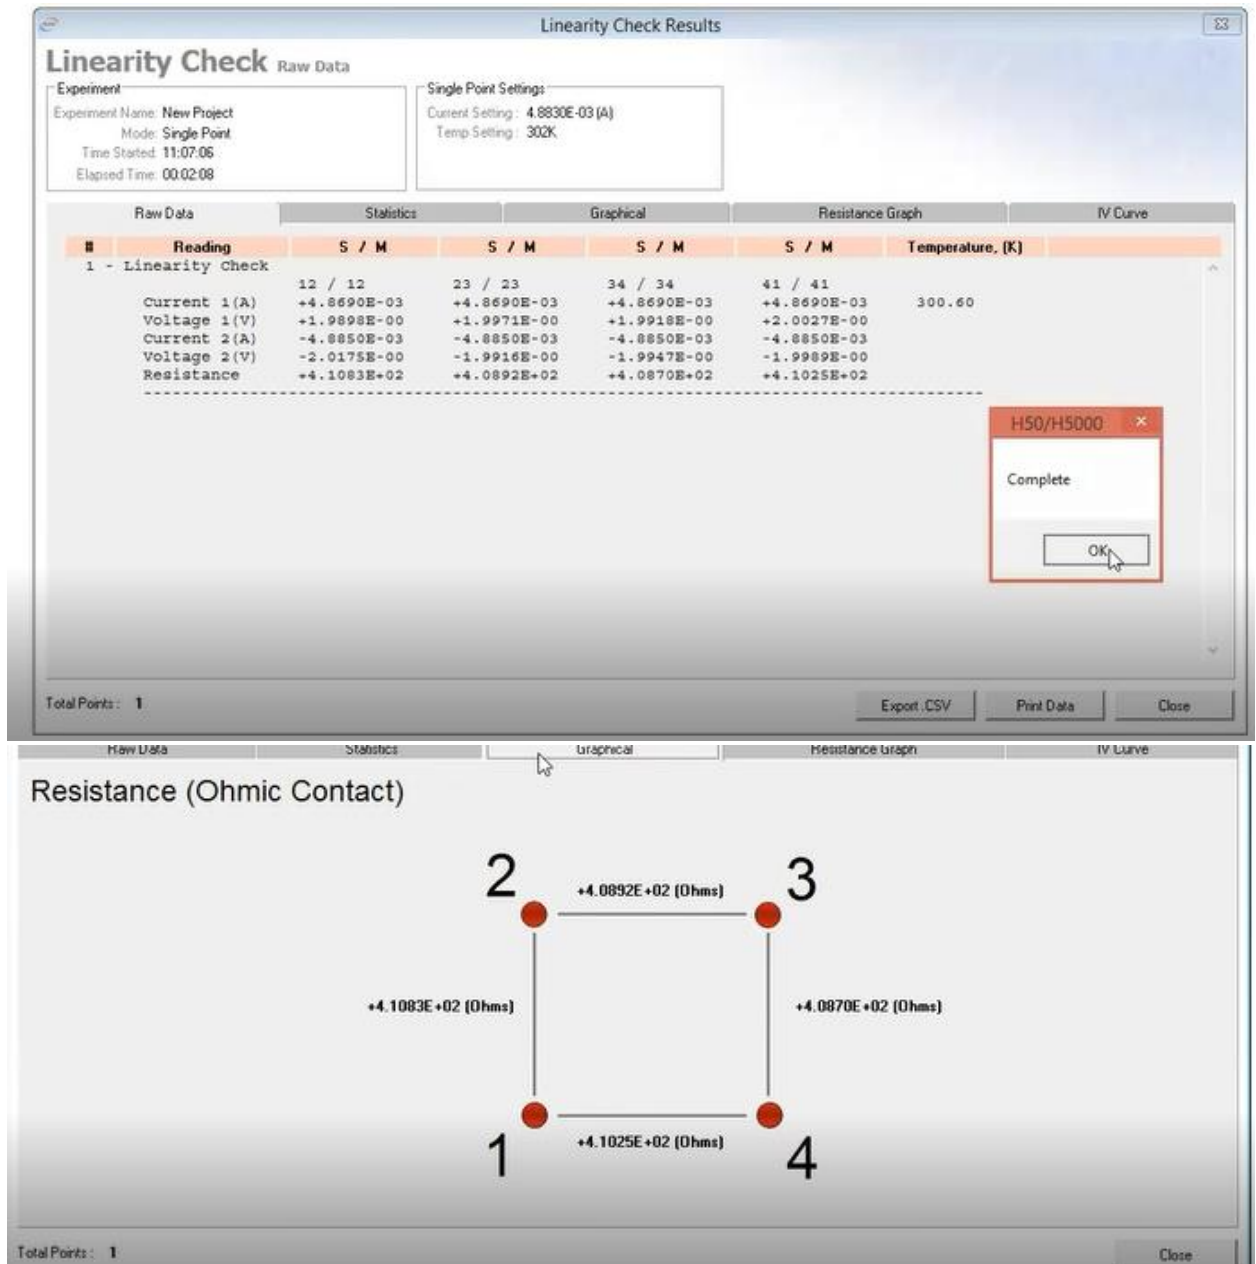 Linearity Check Results
Linearity Check Raw Data
Experiment
Experiment Name: New Project
Mode: Single Point
Time Started: 11:07:06
Elapsed Time: 00:02:08
Single Point Settings
Current Setting : 4.8830E-03 (A)
Temp Setting : 302K
Raw Data Statistics Graphical Resistance Graph IV Curve
# Reading S / M S / M S / M S / M Temperature, (K)
1 - Linearity Check
12 / 12 23 / 23 34 / 34 41 / 41
Current 1(A) +4.8690E-03 +4.8690E-03 +4.8690E-03 +4.8690E-03 300.60
Voltage 1(V) +1.9898E-00 +1.9971E-00 +1.9918E-00 +2.0027E-00
Current 2(A) -4.8850E-03 -4.8850E-03 -4.8850E-03 -4.8850E-03
Voltage 2(V) -2.0175E-00 -1.9916E-00 -1.9947E-00 -1.9989E-00
Resistance +4.1083E+02 +4.0892E+02 +4.0870E+02 +4.1025E+02
H50/H5000
Complete
OK
Total Points : 1
Export .CSV Print Data Close
Raw Data Statistics Graphical Resistance Graph IV Curve
Resistance (Ohmic Contact)
2 3
+4.0892E+02 (Ohms)
+4.1083E+02 (Ohms) +4.0870E+02 (Ohms)
+4.1025E+02 (Ohms)
1 4
Total Points : 1
Close